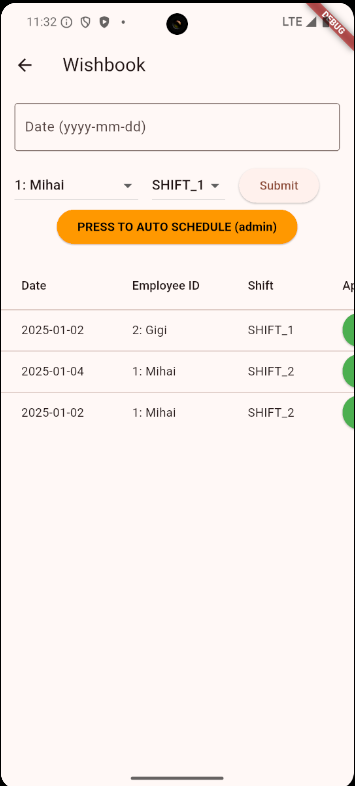 11:32
LTE
DEBUG
Wishbook
Date (yyyy-mm-dd)
1: Mihai SHIFT_1 Submit
PRESS TO AUTO SCHEDULE (admin)
Date Employee ID Shift Ap
2025-01-02 2: Gigi SHIFT_1
2025-01-04 1: Mihai SHIFT_2
2025-01-02 1: Mihai SHIFT_2